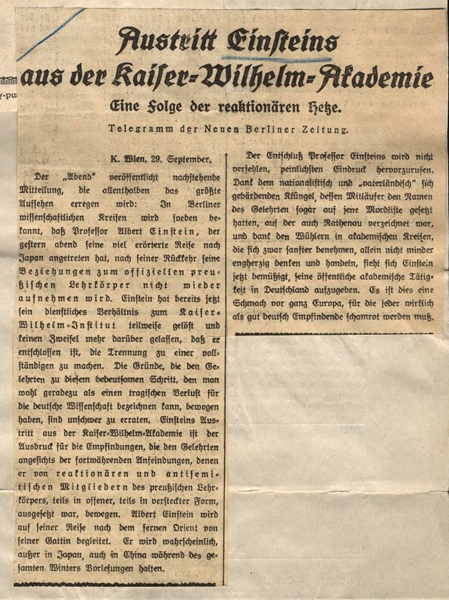 Austritt Einsteins
aus der Kaiser-Wilhelm-Akademie
Eine Folge der reaktionären Hetze.
Telegramm der Neuen Berliner Zeitung.
K. Wien, 29. September.
Der „Abend" veröffentlicht nachstehende
Mitteilung, die allenthalben das größte
Aufsehen erregen wird: In Berliner
wissenschaftlichen Kreisen wird soeben be-
kannt, daß Professor Albert Einstein, der
gestern abend seine viel erörterte Reise nach
Japan angetreten hat, nach seiner Rückkehr seine
Beziehungen zum offiziellen preu-
ßischen Lehrkörper nicht wieder
aufnehmen wird. Einstein hat bereits jetzt
sein dienstliches Verhältnis zum Kaiser-
Wilhelm-Institut teilweise gelöst und
keinen Zweifel mehr darüber gelassen, daß er
entschlossen ist, die Trennung zu einer voll-
ständigen zu machen. Die Gründe, die den Ge-
lehrten zu diesem bedeutsamen Schritt, den man
wohl geradezu als einen tragischen Verlust für
die deutsche Wissenschaft bezeichnen kann, bewogen
haben, sind unschwer zu erraten. Einsteins Aus-
tritt aus der Kaiser-Wilhelm-Akademie ist der
Ausdruck für die Empfindungen, die den Gelehrten
angesichts der fortwährenden Anfeindungen, denen
er von reaktionären und antisemi-
tischen Mitgliedern des preußischen Lehr-
körpers, teils in offener, teils in versteckter Form,
ausgesetzt war, bewegen. Albert Einstein wird
auf seiner Reise nach dem fernen Orient von
seiner Gattin begleitet. Er wird wahrscheinlich,
außer in Japan, auch in China während des ge-
samten Winters Vorlesungen halten.
Der Entschluß Professor Einsteins wird nicht
verfehlen, peinlichsten Eindruck hervorzurufen.
Dank dem nationalistisch und „vaterländisch" sich
gebärdenden Klüngel, dessen Mitläufer den Namen
des Gelehrten sogar auf jene Mordliste gesetzt
hatten, auf der auch Rathenau verzeichnet war,
und dank den Wühlern in akademischen Kreisen,
die sich zwar sanfter benehmen, allein nicht minder
engherzig denken und handeln, sieht sich Einstein
jetzt bemüßigt, seine öffentliche akademische Tätig-
keit in Deutschland aufzugeben. Es ist dies eine
Schmach vor ganz Europa, für die jeder wirklich
als gut deutsch Empfindende schamrot werden muß.